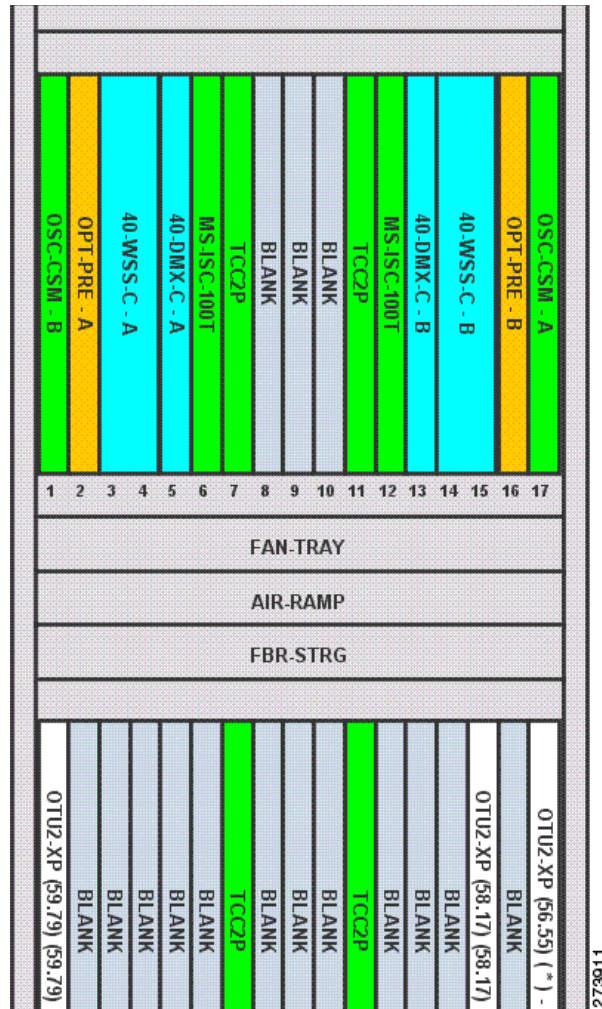 OSC-CSM - B
OPT-PRE - A
40-WSS-C - A
40-DMX-C - A
MS-ISC-100T
TCC2P
BLANK
BLANK
BLANK
TCC2P
MS-ISC-100T
40-DMX-C - B
40-WSS-C - B
OPT-PRE - B
OSC-CSM - A
1 2 3 4 5 6 7 8 9 10 11 12 13 14 15 16 17
FAN-TRAY
AIR-RAMP
FBR-STRG
OTU2-XP (59.79) (59.79)
BLANK
BLANK
BLANK
BLANK
BLANK
TCC2P
BLANK
BLANK
BLANK
TCC2P
BLANK
BLANK
BLANK
OTU2-XP (58.17) (58.17)
BLANK
OTU2-XP (56.55) ( * ) -
273911